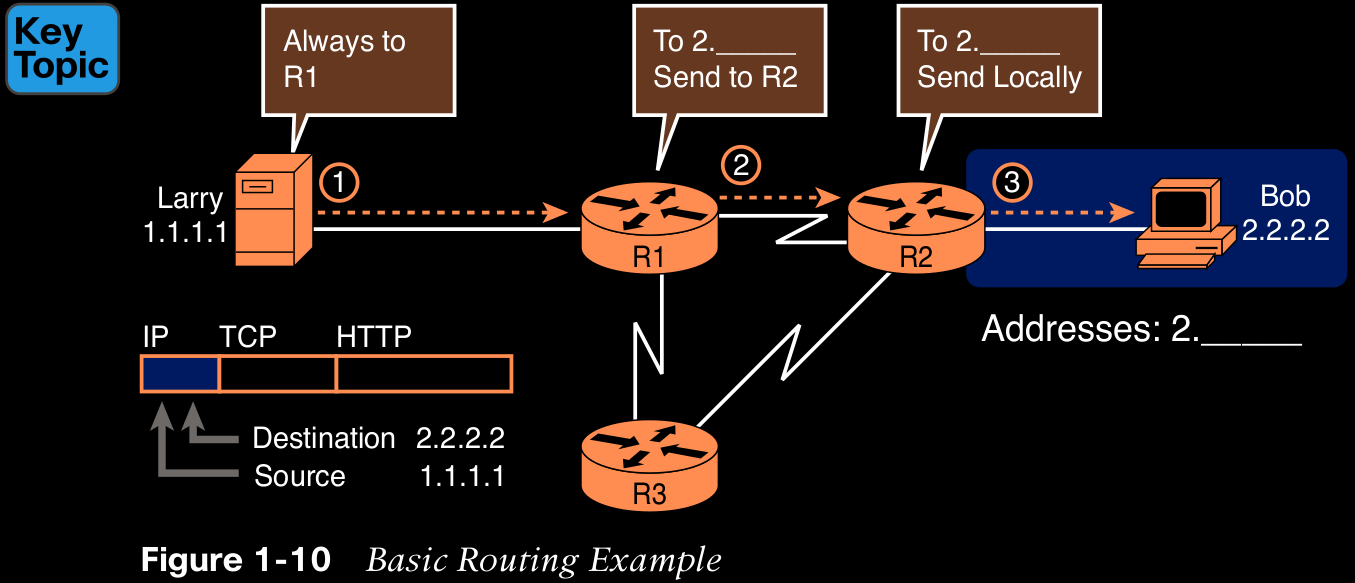 Key
Topic
Always to
R1
To 2._____
Send to R2
To 2._____
Send Locally
1
2
3
Larry
1.1.1.1
R1
R2
Bob
2.2.2.2
Addresses: 2._____
IP TCP HTTP
Destination 2.2.2.2
Source 1.1.1.1
R3
Figure 1-10 Basic Routing Example